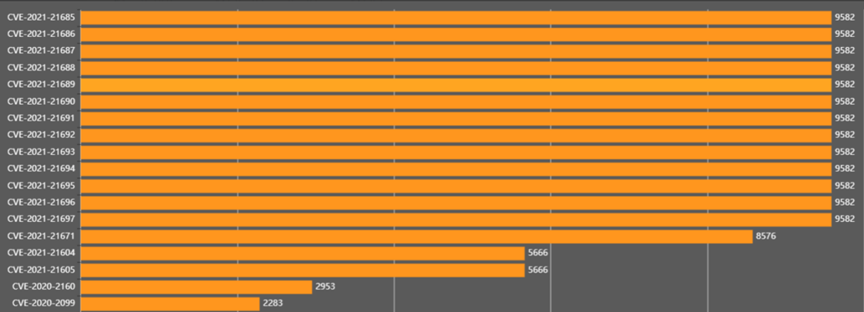 CVE-2021-21685 9582
CVE-2021-21686 9582
CVE-2021-21687 9582
CVE-2021-21688 9582
CVE-2021-21689 9582
CVE-2021-21690 9582
CVE-2021-21691 9582
CVE-2021-21692 9582
CVE-2021-21693 9582
CVE-2021-21694 9582
CVE-2021-21695 9582
CVE-2021-21696 9582
CVE-2021-21697 9582
CVE-2021-21671 8576
CVE-2021-21604 5666
CVE-2021-21605 5666
CVE-2020-2160 2953
CVE-2020-2099 2283